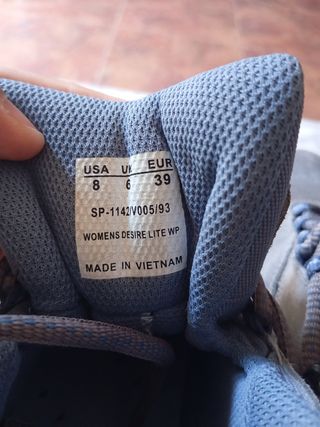 USA UK EUR
8 6 39
SP-1142/V005/93
WOMENS DESIRE LITE WP
MADE IN VIETNAM